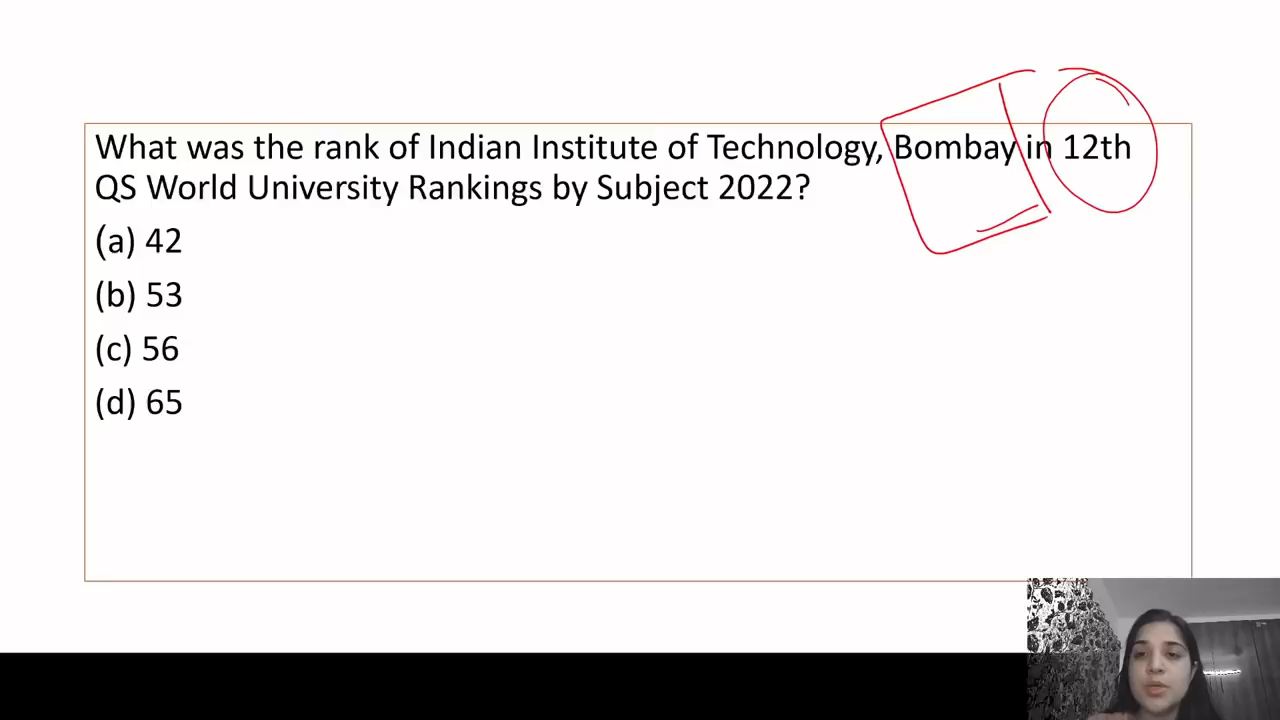 What was the rank of Indian Institute of Technology, Bombay in 12th
QS World University Rankings by Subject 2022?
(a) 42
(b) 53
(c) 56
(d) 65